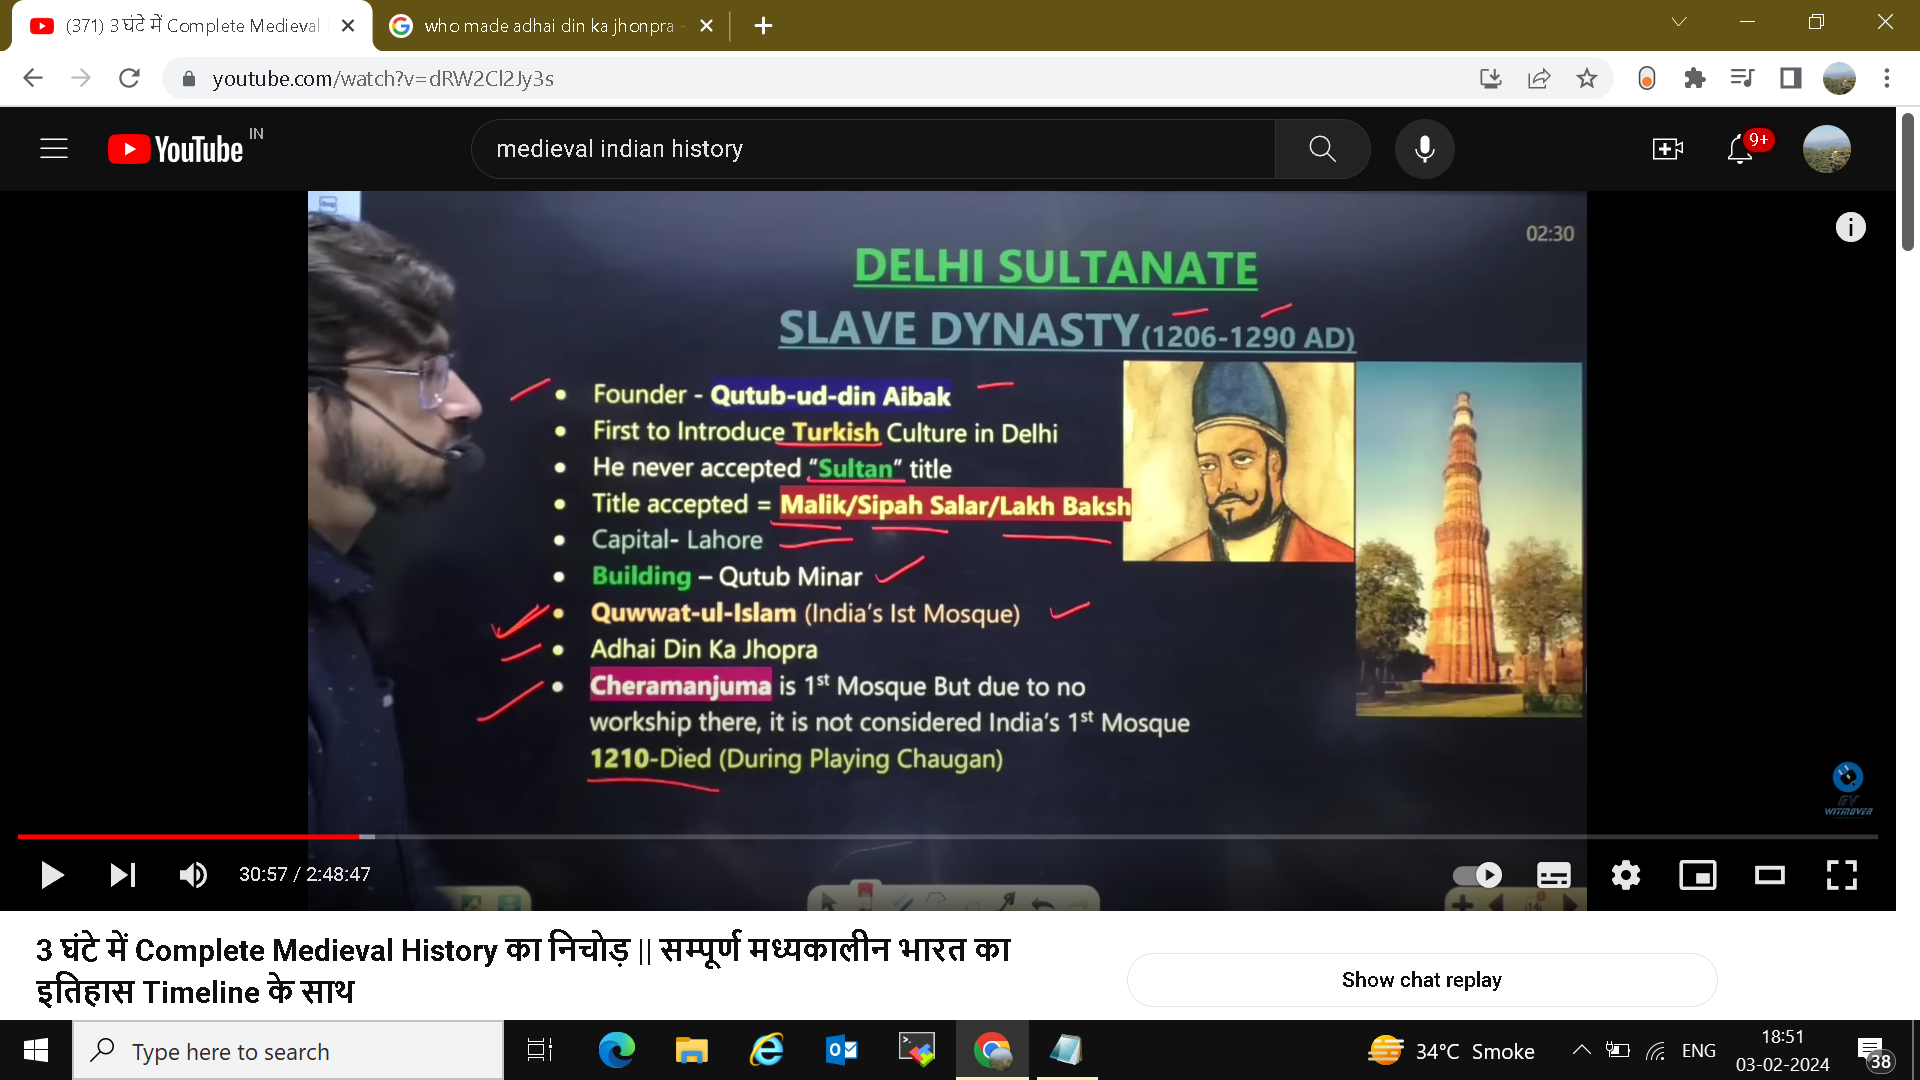 (371) 3 घंटे में Complete Medieval
who made adhai din ka jhonpra -
youtube.com/watch?v=dRW2Cl2Jy3s
YouTube IN
medieval indian history
9+
02:30
DELHI SULTANATE
SLAVE DYNASTY(1206-1290 AD)
• Founder - Qutub-ud-din Aibak
• First to Introduce Turkish Culture in Delhi
• He never accepted “Sultan” title
• Title accepted = Malik/Sipah Salar/Lakh Baksh
• Capital- Lahore
• Building – Qutub Minar
• Quwwat-ul-Islam (India’s Ist Mosque)
• Adhai Din Ka Jhopra
• Cheramanjuma is 1st Mosque But due to no
workship there, it is not considered India’s 1st Mosque
1210-Died (During Playing Chaugan)
GV
WITMOVER
30:57 / 2:48:47
3 घंटे में Complete Medieval History का निचोड़ || सम्पूर्ण मध्यकालीन भारत का
इतिहास Timeline के साथ
Show chat replay
Type here to search
34°C Smoke
ENG
18:51
03-02-2024
38